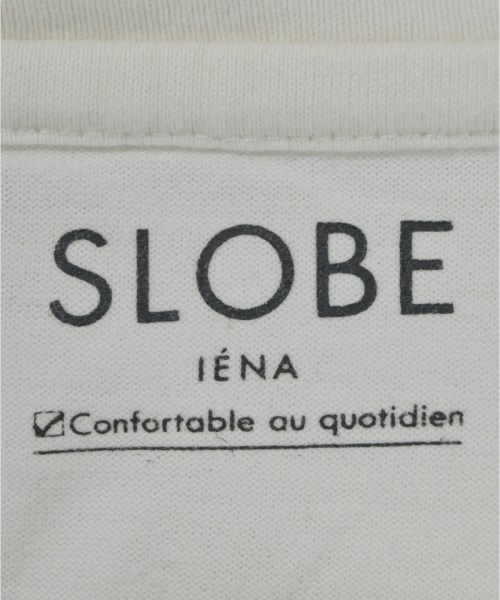 SLOBE
IÉNA
☑Confortable au quotidien